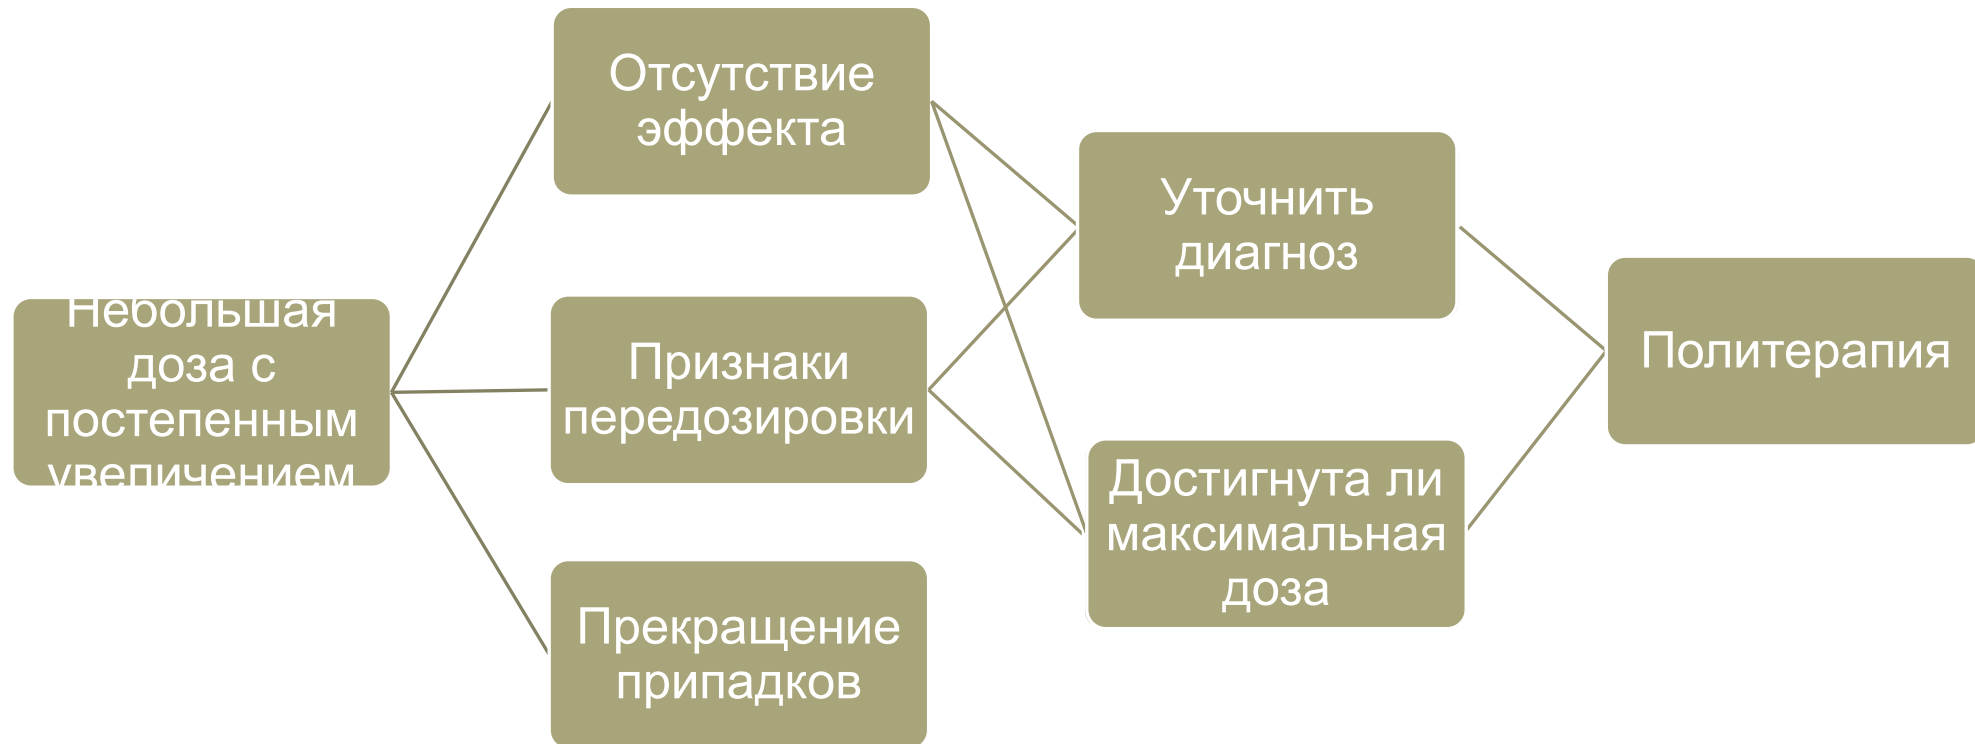 Небольшая
доза с
постепенным
увеличением
Отсутствие
эффекта
Признаки
передозировки
Прекращение
припадков
Уточнить
диагноз
Достигнута ли
максимальная
доза
Политерапия